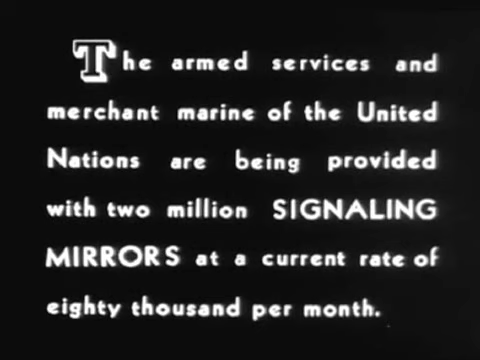 The armed services and
merchant marine of the United
Nations are being provided
with two million SIGNALING
MIRRORS at a current rate of
eighty thousand per month.